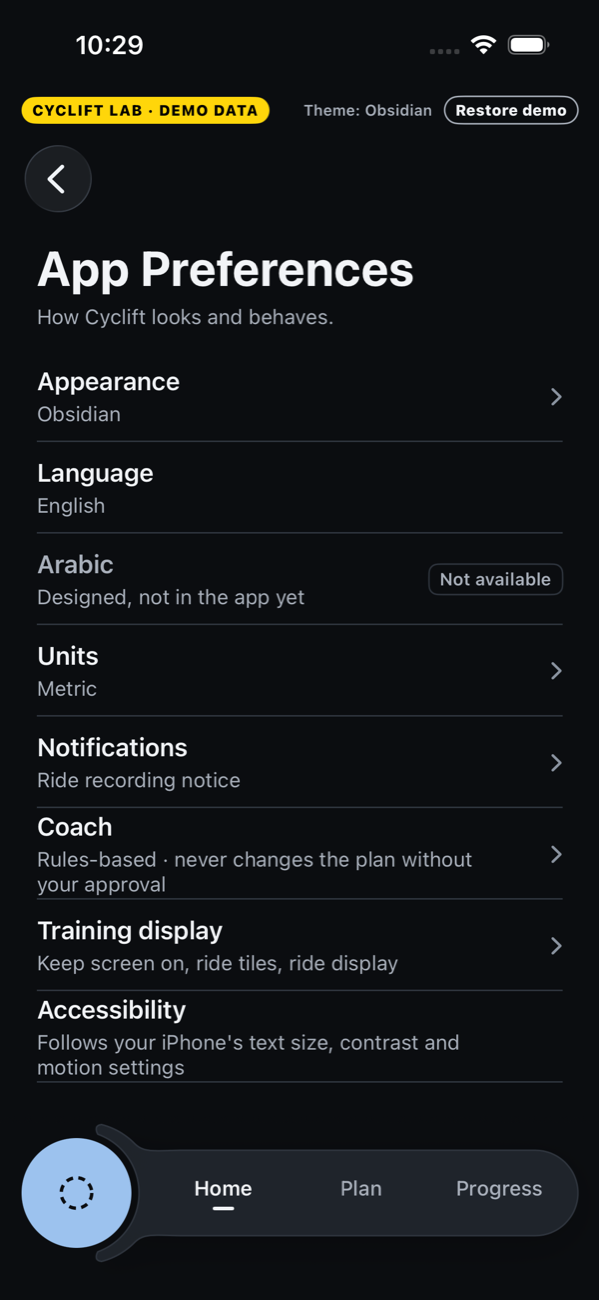 10:29
CYCLIFT LAB · DEMO DATA
Theme: Obsidian
Restore demo
App Preferences
How Cyclift looks and behaves.
Appearance
Obsidian
Language
English
Arabic
Designed, not in the app yet
Not available
Units
Metric
Notifications
Ride recording notice
Coach
Rules-based · never changes the plan without
your approval
Training display
Keep screen on, ride tiles, ride display
Accessibility
Follows your iPhone's text size, contrast and
motion settings
Home
Plan
Progress